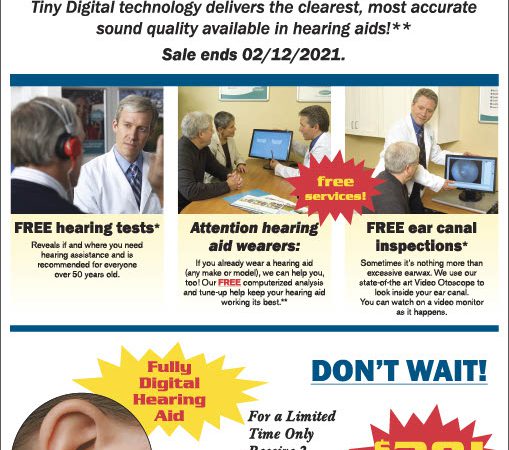 Tiny Digital technology delivers the clearest, most accurate
sound quality available in hearing aids!**
Sale ends 02/12/2021.
free
services!
FREE hearing tests*
Reveals if and where you need
hearing assistance and is
recommended for everyone
over 50 years old.
Attention hearing
aid wearers:
If you already wear a hearing aid
(any make or model), we can help you,
too! Our FREE computerized analysis
and tune-up help keep your hearing aid
working its best.**
FREE ear canal
inspections*
Sometimes it's nothing more than
excessive earwax. We use our
state-of-the art Video Otoscope to
look inside your ear canal.
You can watch on a video monitor
as it happens.
Fully
Digital
Hearing
Aid
DON'T WAIT!
For a Limited
Time Only